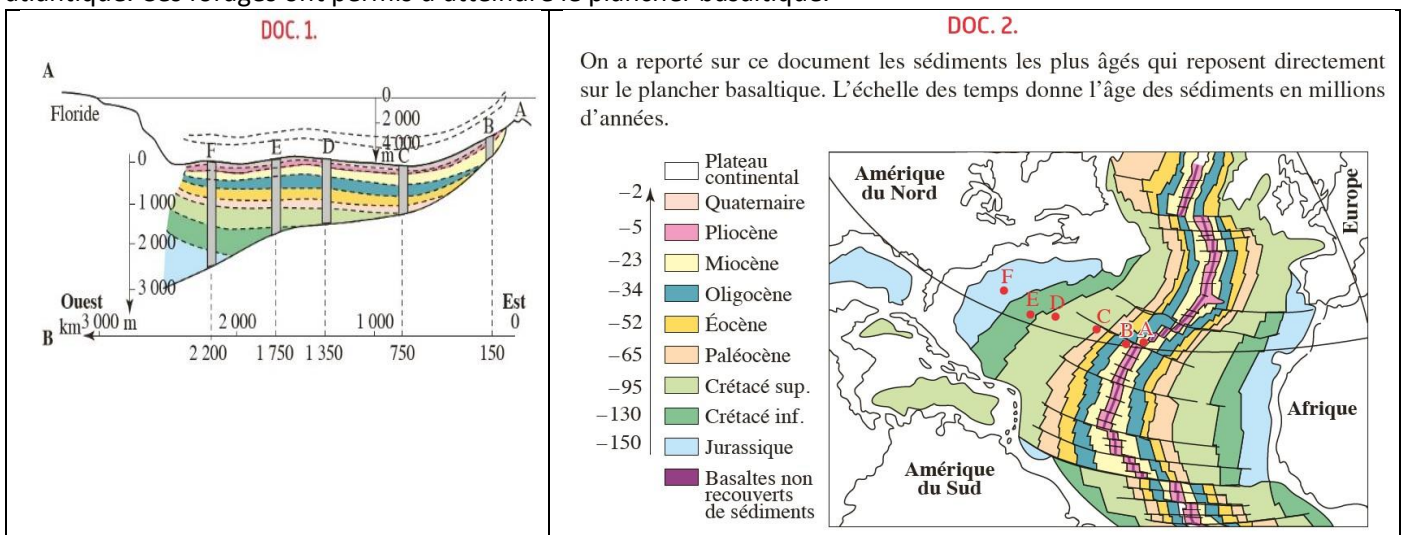 atlantique. Ces forages ont permis d'atteindre le plancher basaltique.
DOC. 1.
A
Floride
0
2 000
4 000
m
A
B
F
E
D
C
0
1 000
2 000
3 000
Ouest
Est
B
km 3 000 m
2 000
1 000
0
2 200
1 750
1 350
750
150
DOC. 2.
On a reporté sur ce document les sédiments les plus âgés qui reposent directement
sur le plancher basaltique. L'échelle des temps donne l'âge des sédiments en millions
d'années.
Plateau
continental
–2
Quaternaire
–5
Pliocène
–23
Miocène
–34
Oligocène
–52
Éocène
–65
Paléocène
–95
Crétacé sup.
–130
Crétacé inf.
–150
Jurassique
Basaltes non
recouverts
de sédiments
Amérique
du Nord
Europe
F
E
D
C
B
A
Afrique
Amérique
du Sud